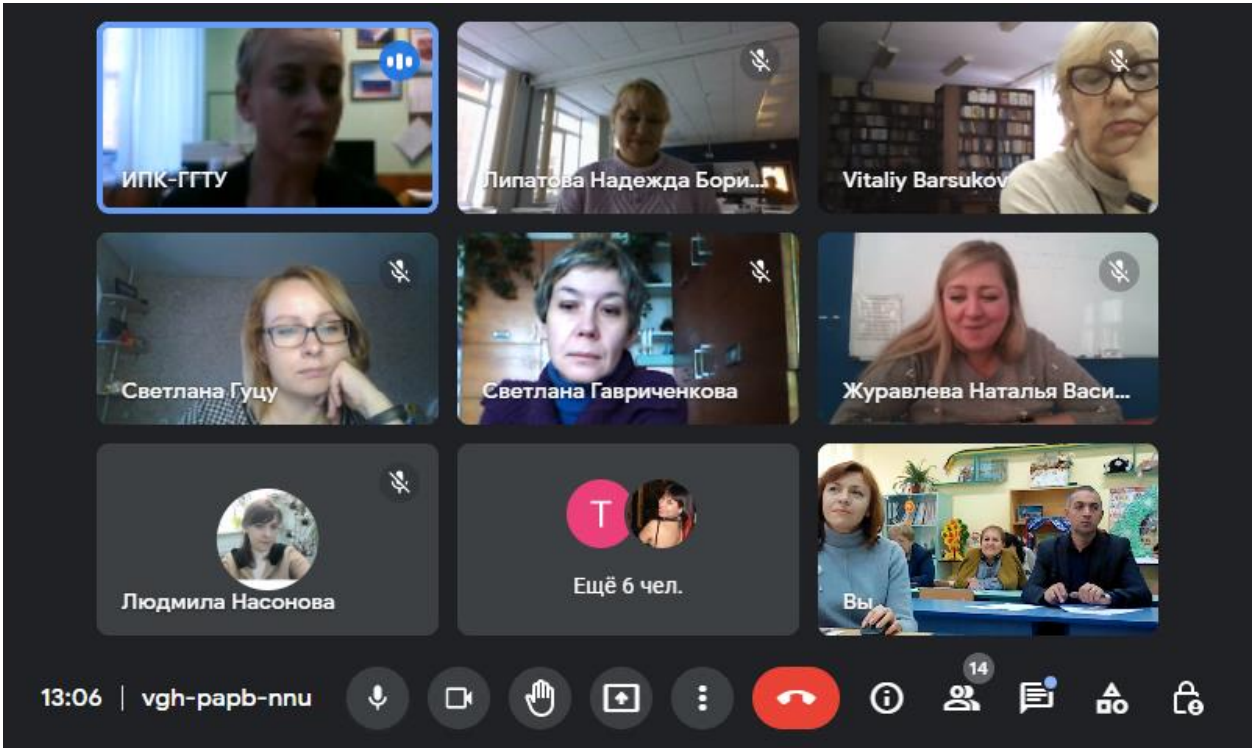 ИПК-ГГТУ
Липатова Надежда Бори...
Vitaliy Barsukov
Светлана Гуцу
Светлана Гавриченкова
Журавлева Наталья Васи...
Людмила Насонова
Т
Ещё 6 чел.
Вы
14
13:06 | vgh-papb-nnu